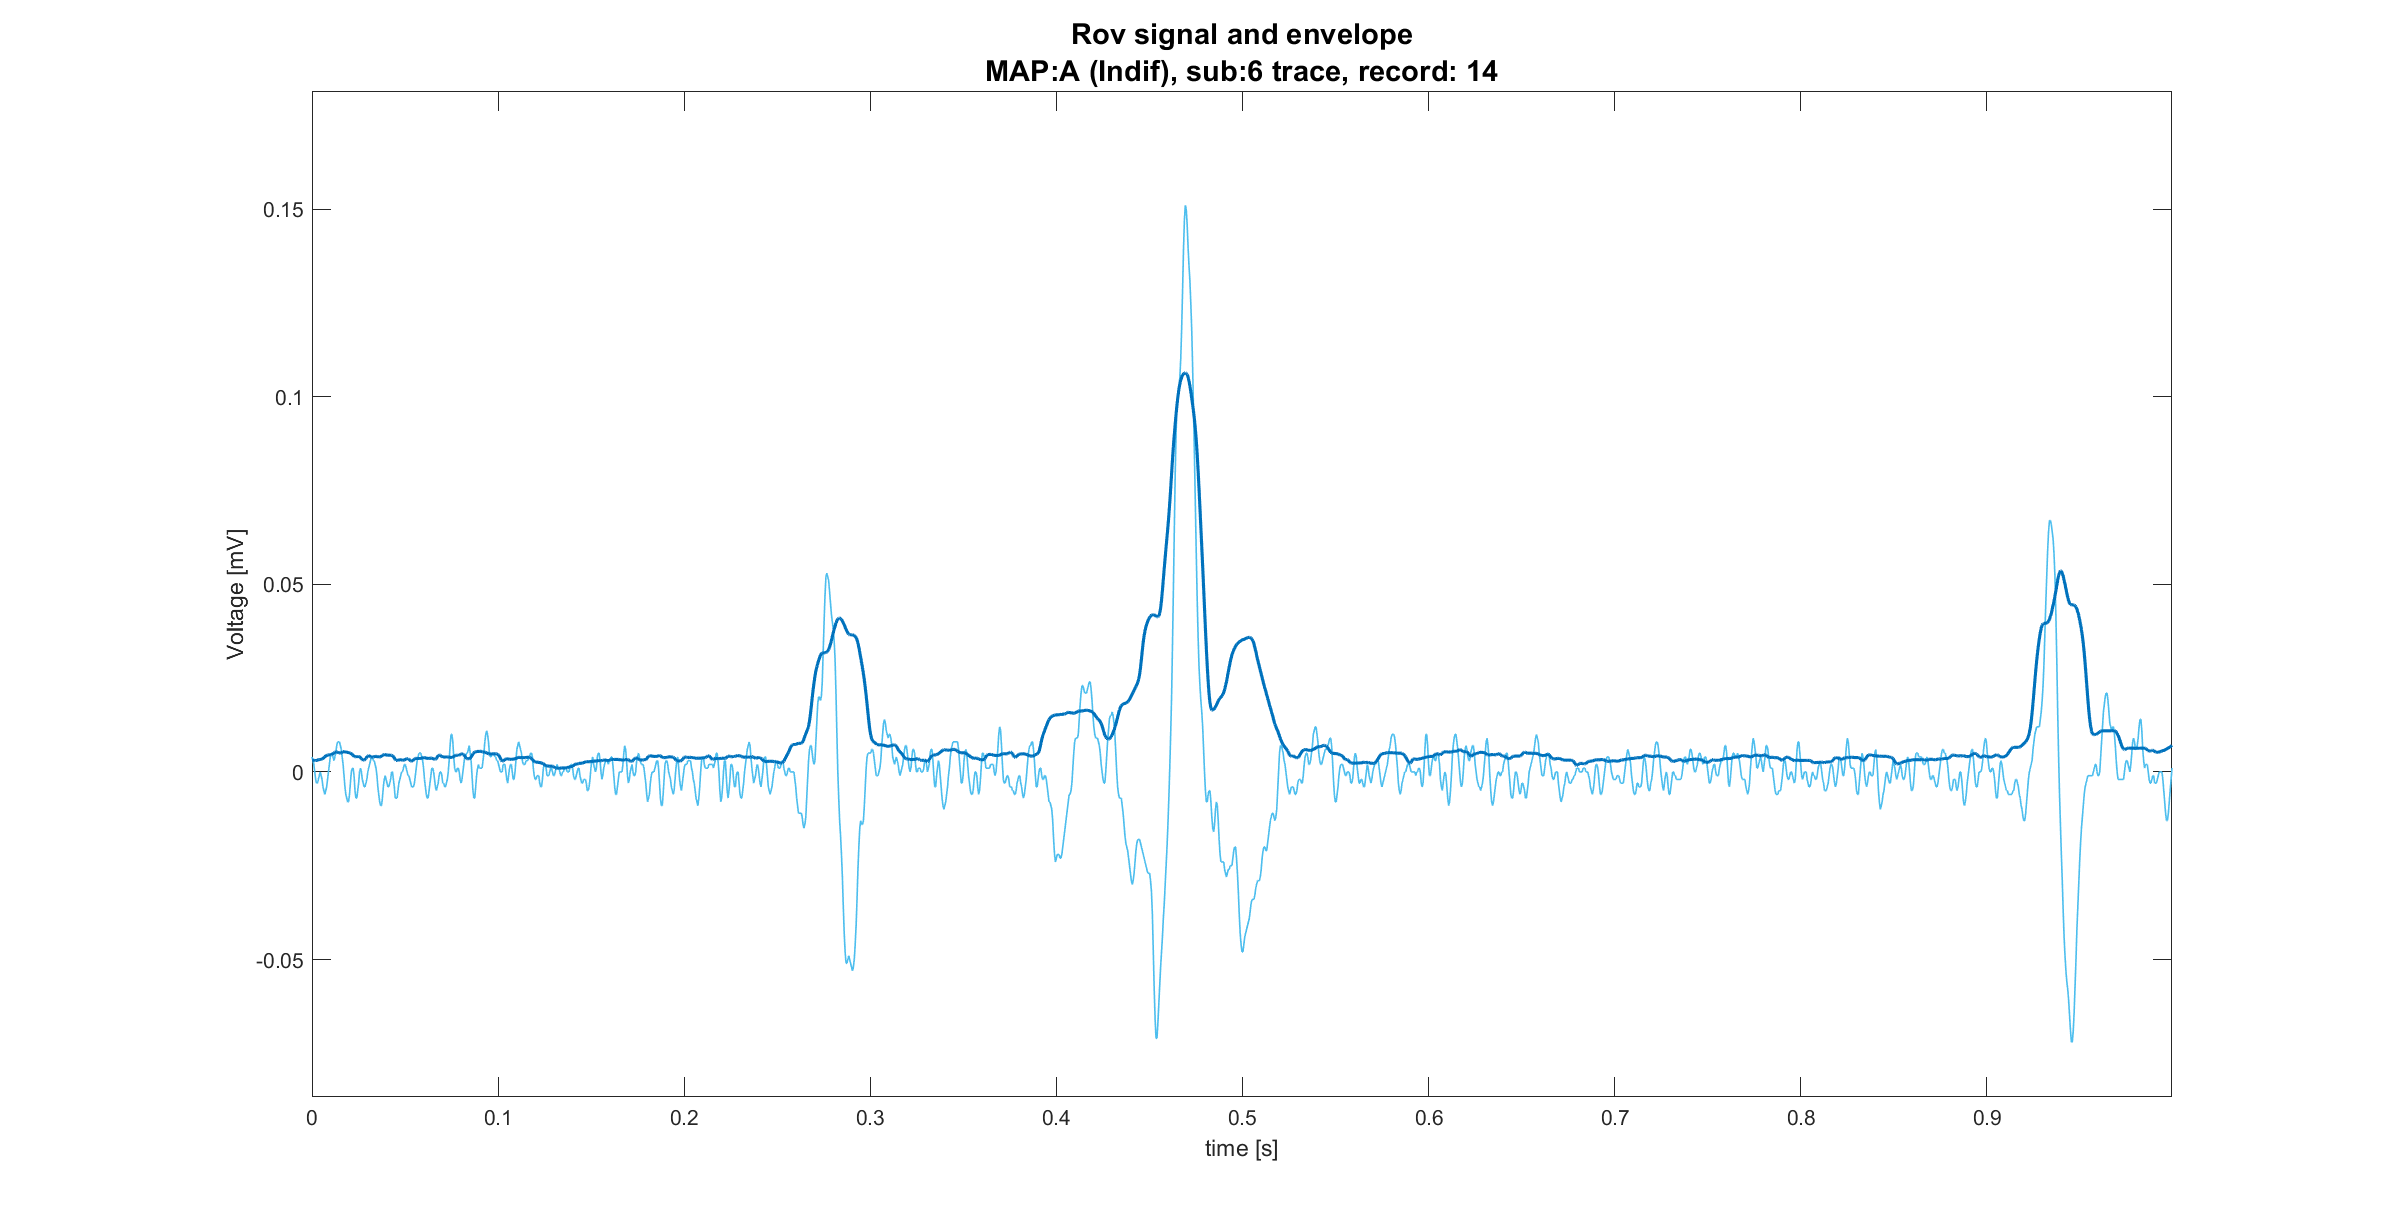 Rov signal and envelope
MAP:A (Indif), sub:6 trace, record: 14
Voltage [mV]
0.15
0.1
0.05
0
-0.05
0 0.1 0.2 0.3 0.4 0.5 0.6 0.7 0.8 0.9
time [s]